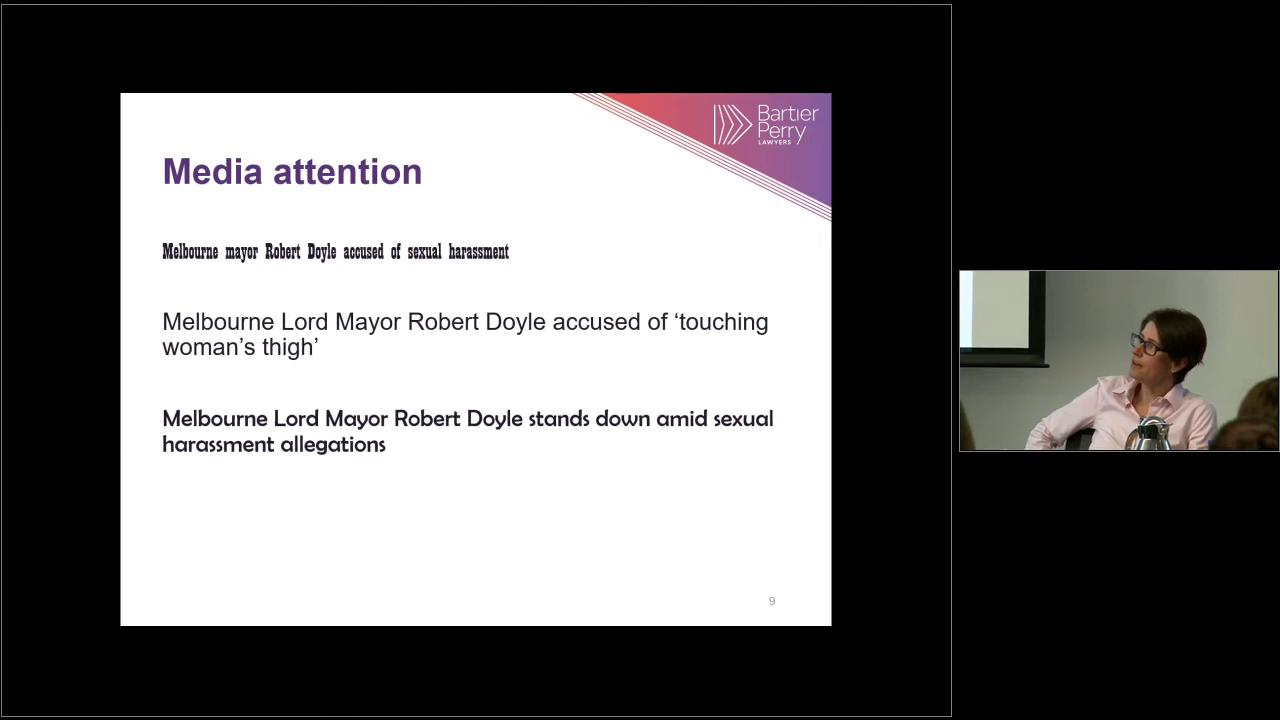 Bartier
Perry
LAWYERS
Media attention
Melbourne mayor Robert Doyle accused of sexual harassment
Melbourne Lord Mayor Robert Doyle accused of ‘touching
woman’s thigh’
Melbourne Lord Mayor Robert Doyle stands down amid sexual
harassment allegations
9